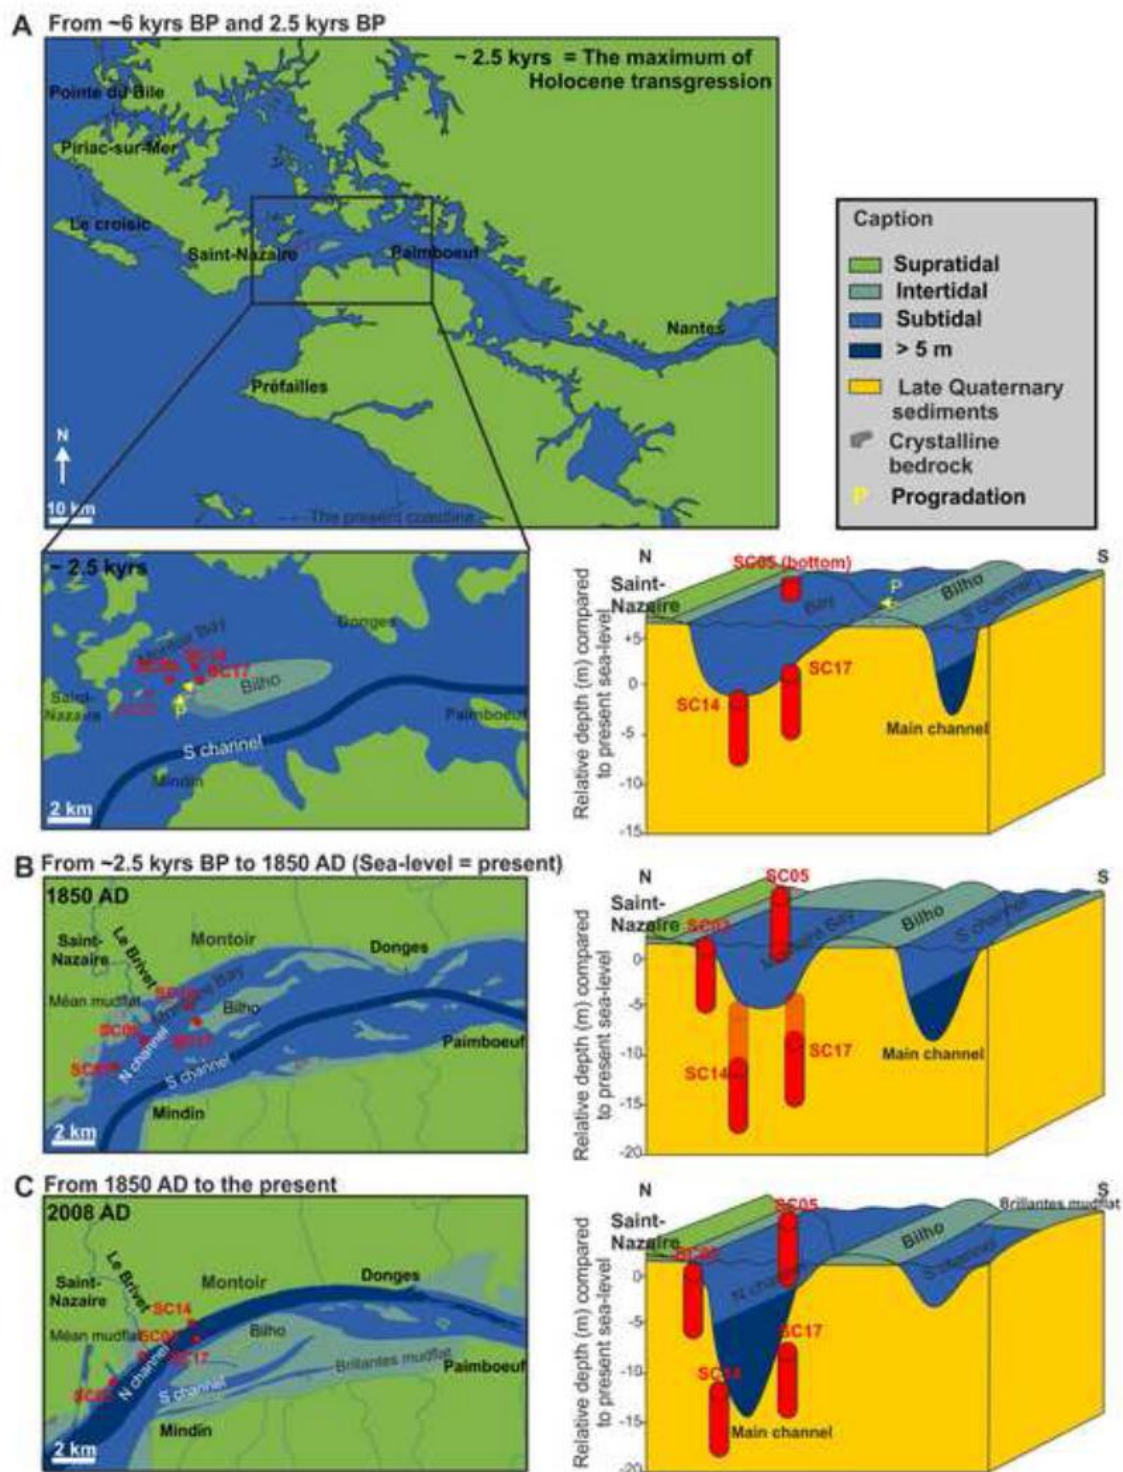 A From ~6 kyrs BP and 2.5 kyrs BP
~ 2.5 kyrs = The maximum of
Holocene transgression
Pointe du Bile
Piriac-sur-Mer
Le croisic
Saint-Nazaire
Paimboeuf
Nantes
Préfailles
N
10 km
The present coastline
Caption
Supratidal
Intertidal
Subtidal
> 5 m
Late Quaternary
sediments
Crystalline
bedrock
P Progradation
~ 2.5 kyrs
Donges
Bay
SC17
Bilho
Saint-
Nazaire
P
Paimboeuf
S channel
Mindin
2 km
N
S
SC05 (bottom)
Saint-
Nazaire
Bay
P
Bilho
S channel
+5
0
-5
-10
-15
SC17
SC14
Main channel
Relative depth (m) compared
to present sea-level
B From ~2.5 kyrs BP to 1850 AD (Sea-level = present)
1850 AD
Saint-
Nazaire
Le Brivet
Montoir
Donges
Méan mudflat
Bay
Bilho
SC17
N channel
S channel
Paimboeuf
Mindin
2 km
N
S
SC05
Saint-
Nazaire
Bay
Bilho
S channel
0
-5
-10
-15
-20
SC17
SC14
Main channel
Relative depth (m) compared
to present sea-level
C From 1850 AD to the present
2008 AD
Saint-
Nazaire
Le Brivet
Montoir
Donges
SC14
Méan mudflat
Bilho
N channel
S channel
Brillantes mudflat
Paimboeuf
Mindin
2 km
N
S
SC05
Brillantes mudflat
Saint-
Nazaire
N channel
Bilho
S channel
0
-5
-10
-15
-20
SC17
SC14
Main channel
Relative depth (m) compared
to present sea-level